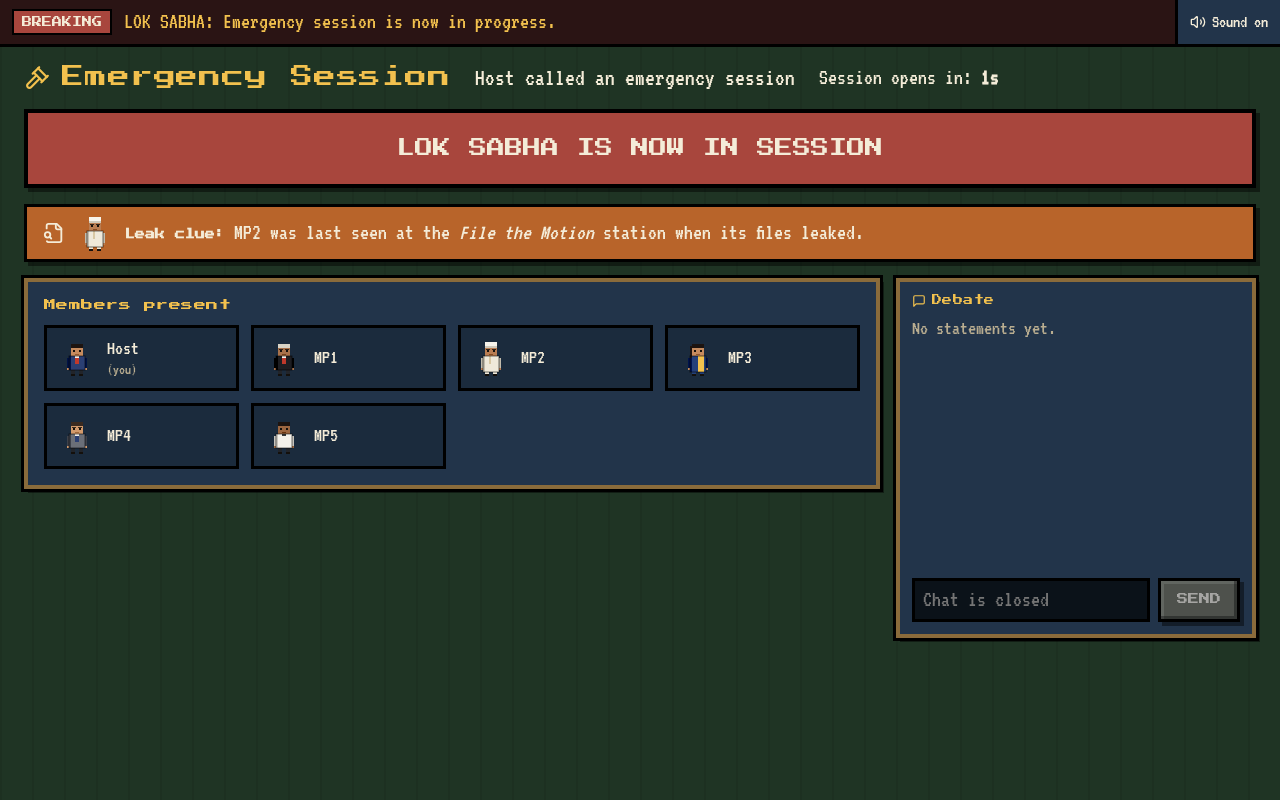 BREAKING LOK SABHA: Emergency session is now in progress. Sound on
Emergency Session Host called an emergency session Session opens in: 1s
LOK SABHA IS NOW IN SESSION
Leak clue: MP2 was last seen at the File the Motion station when its files leaked.
Members present
Host
(you)
MP1
MP2
MP3
MP4
MP5
Debate
No statements yet.
Chat is closed SEND